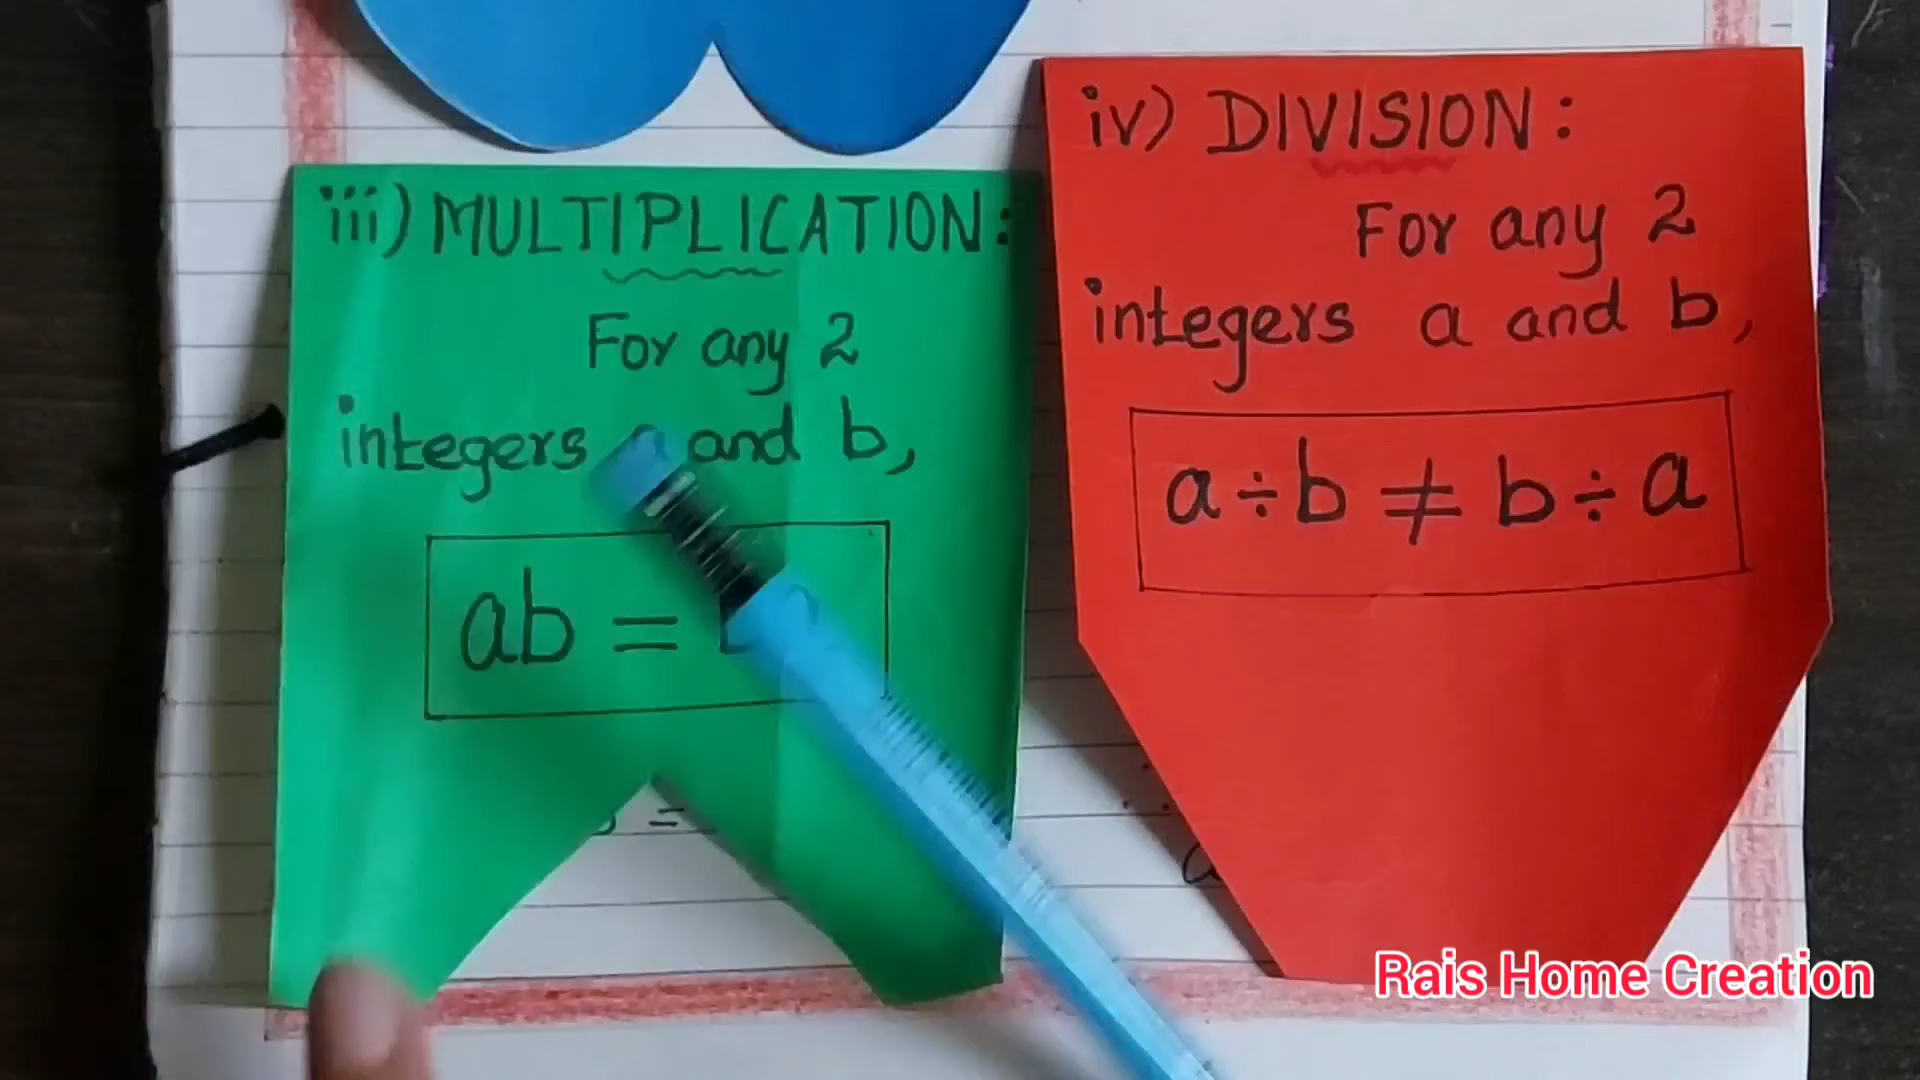 iii) MULTIPLICATION:
For any 2
integers a and b,
ab =
iv) DIVISION:
For any 2
integers a and b,
a÷b ≠ b÷a
=
Rais Home Creation